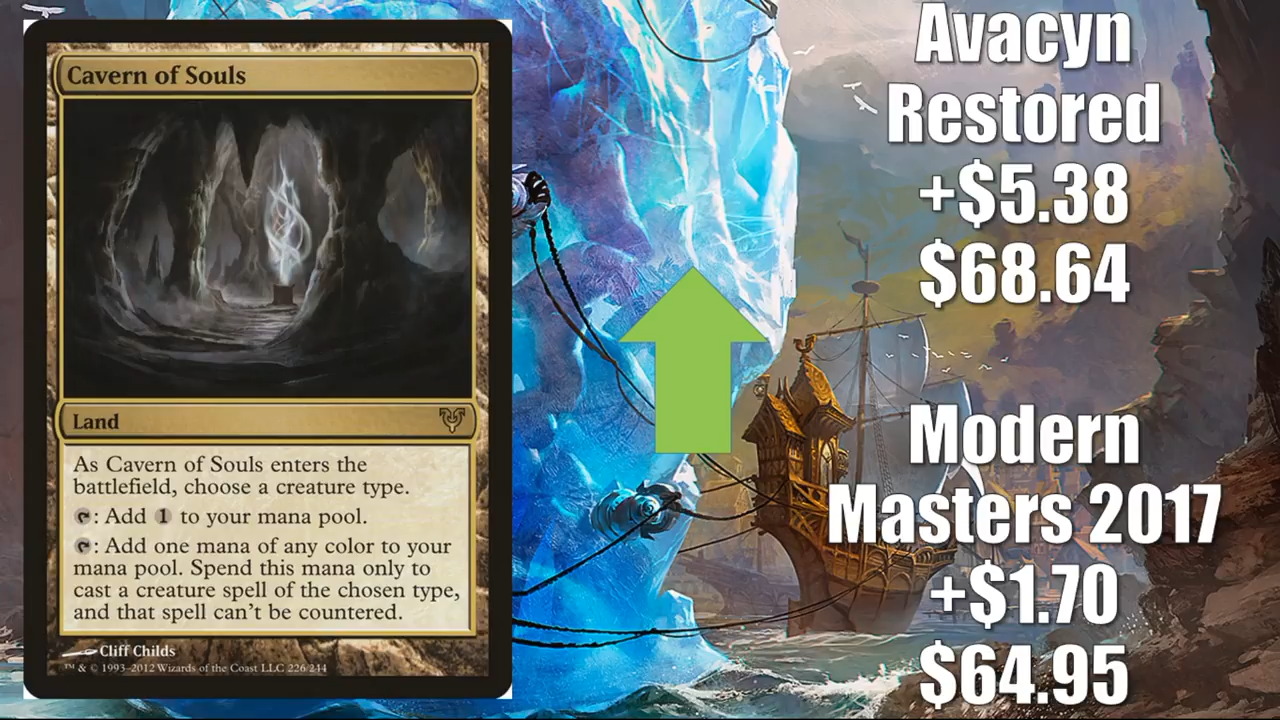 Cavern of Souls
Land
As Cavern of Souls enters the
battlefield, choose a creature type.
: Add 1 to your mana pool.
: Add one mana of any color to your
mana pool. Spend this mana only to
cast a creature spell of the chosen type,
and that spell can't be countered.
Cliff Childs
™ & © 1993-2012 Wizards of the Coast LLC 226/244
Avacyn
Restored
+$5.38
$68.64
Modern
Masters 2017
+$1.70
$64.95